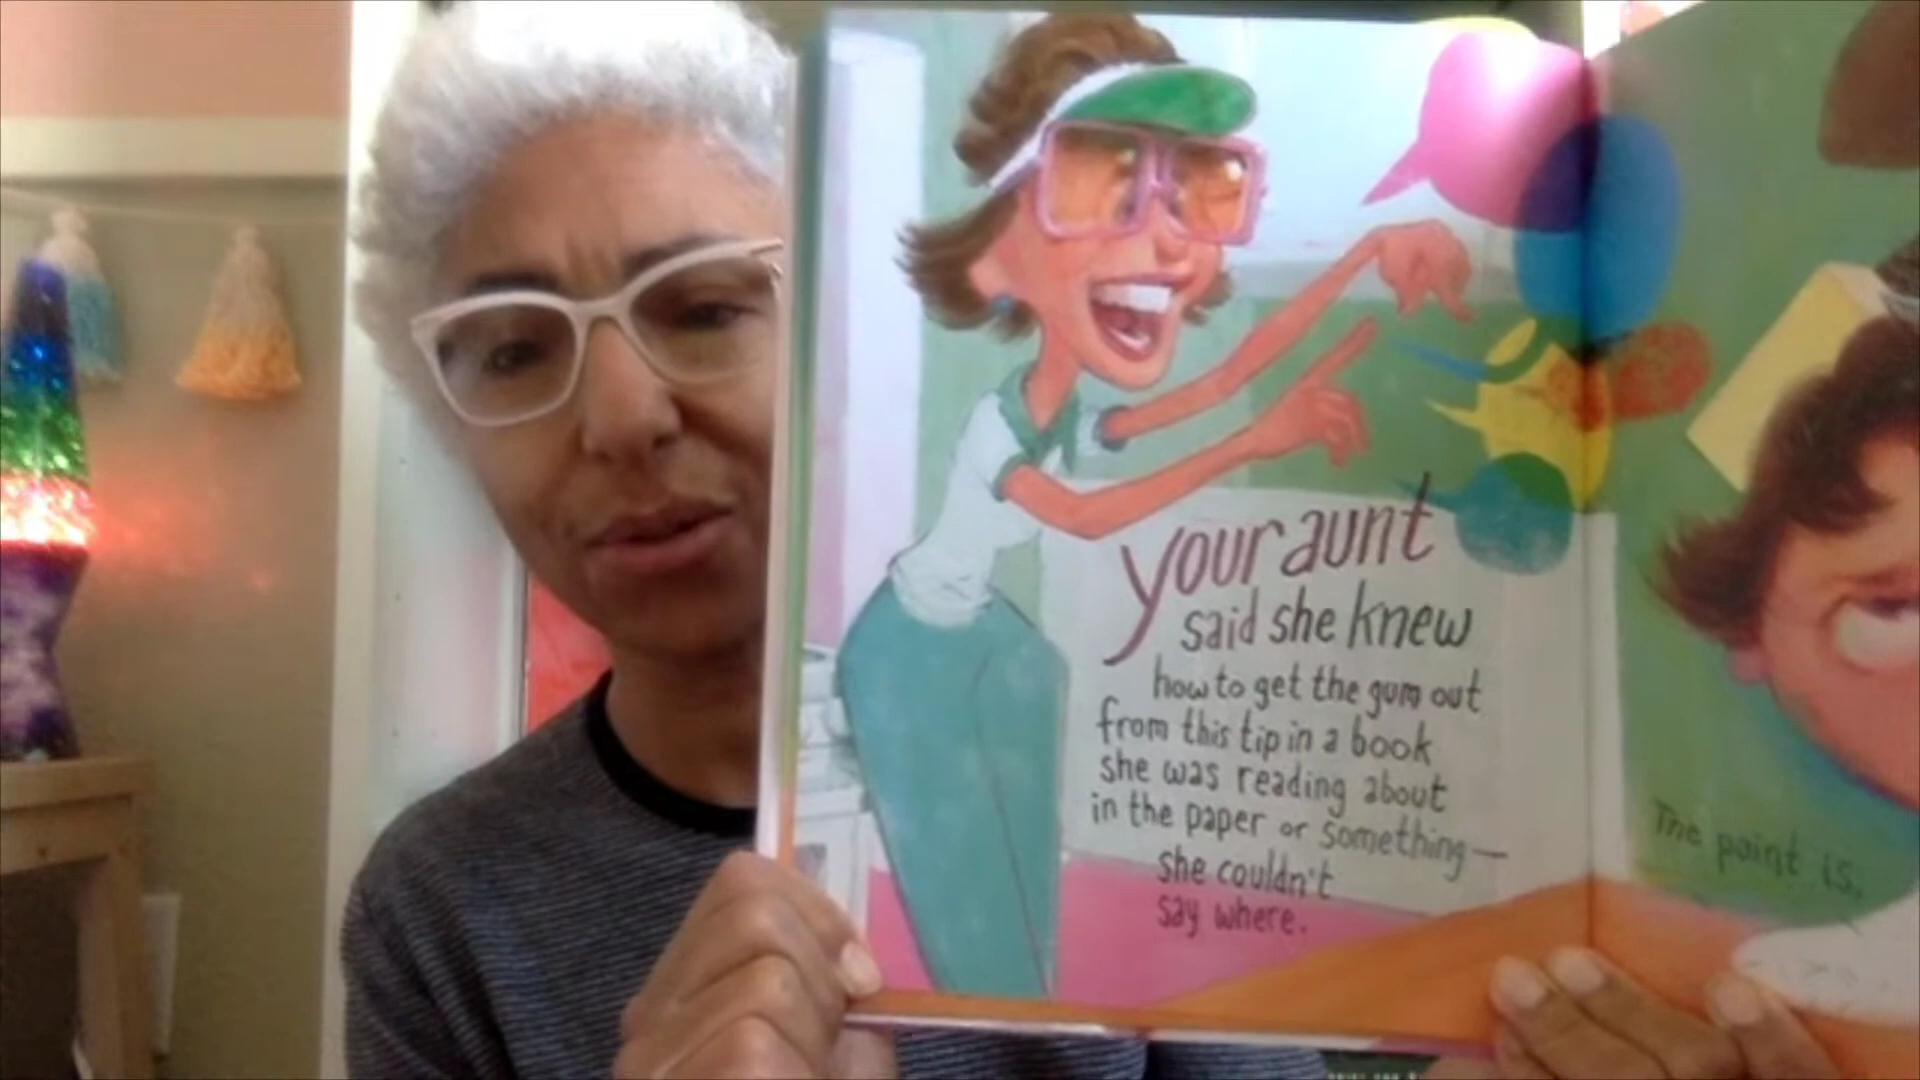 your aunt
said she knew
how to get the gum out
from this tip in a book
she was reading about
in the paper or something—
she couldn't
say where.
The point is,